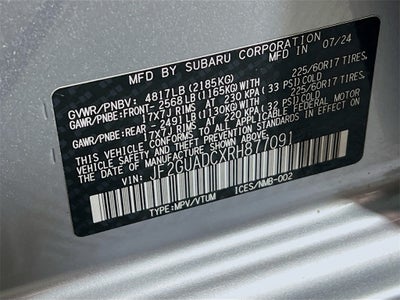 MFD BY SUBARU CORPORATION
MADE IN 07/24
GVWR/PNBV: 4817LB (2185KG)
GAWR/PNBE:FRONT- 2568LB (1165KG) 225/60R17 TIRES,
17x7J RIMS AT 230 KPA (33 PSI) COLD
GAWR/PNBE:REAR - 2491LB (1130KG) 225/60R17 TIRES,
17x7J RIMS AT 220 KPA (32 PSI) COLD
THIS VEHICLE CONFORMS TO ALL APPLICABLE FEDERAL MOTOR
VEHICLE SAFETY, BUMPER, AND THEFT PREVENTION STANDARDS IN EFFECT ON
THE DATE OF MANUFACTURE SHOWN ABOVE.
VIN: JF2GUADCXRH877091
TYPE:MPV/VTUM ICES/NMB-002